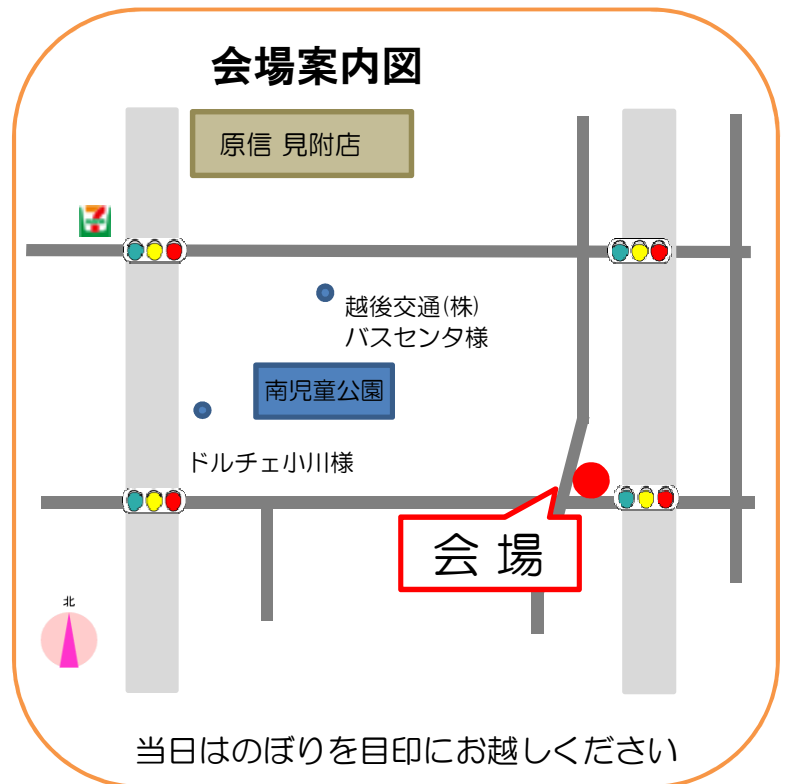 会場案内図
原信 見附店
7
越後交通(株)
バスセンタ様
南児童公園
ドルチェ小川様
会 場
北
当日はのぼりを目印にお越しください